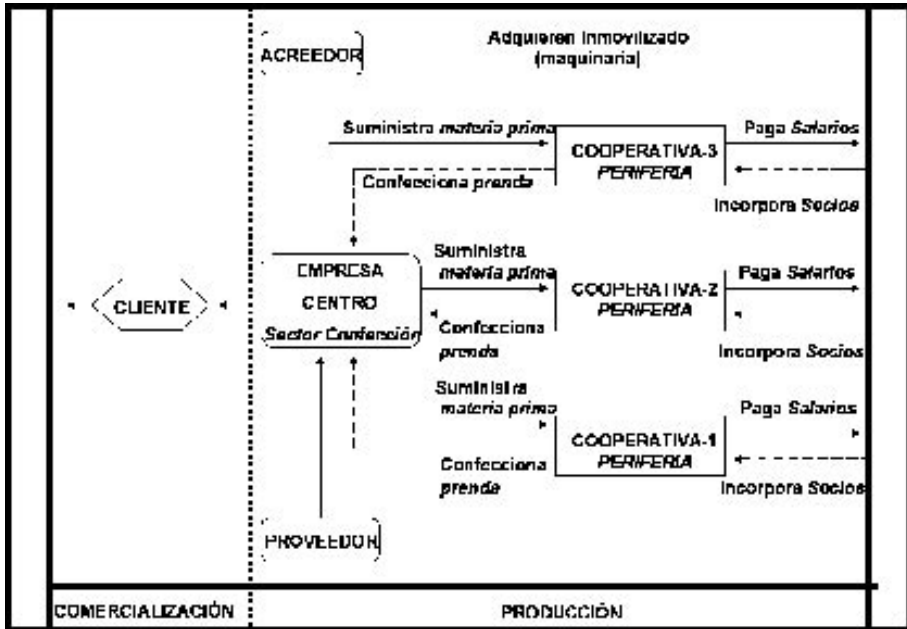 ACREEDOR
Adquieren Inmovilizado
(maquinaria)
Suministra materia prima
Paga Salarios
COOPERATIVA-3
PERIFERIA
Confecciona prenda
Incorpora Socios
Suministra
materia prima
Paga Salarios
EMPRESA
CENTRO
Sector Confección
CLIENTE
COOPERATIVA-2
PERIFERIA
Confecciona
prenda
Incorpora Socios
Suministra
materia prima
Paga Salarios
COOPERATIVA-1
PERIFERIA
Confecciona
prenda
Incorpora Socios
PROVEEDOR
COMERCIALIZACIÓN
PRODUCCIÓN